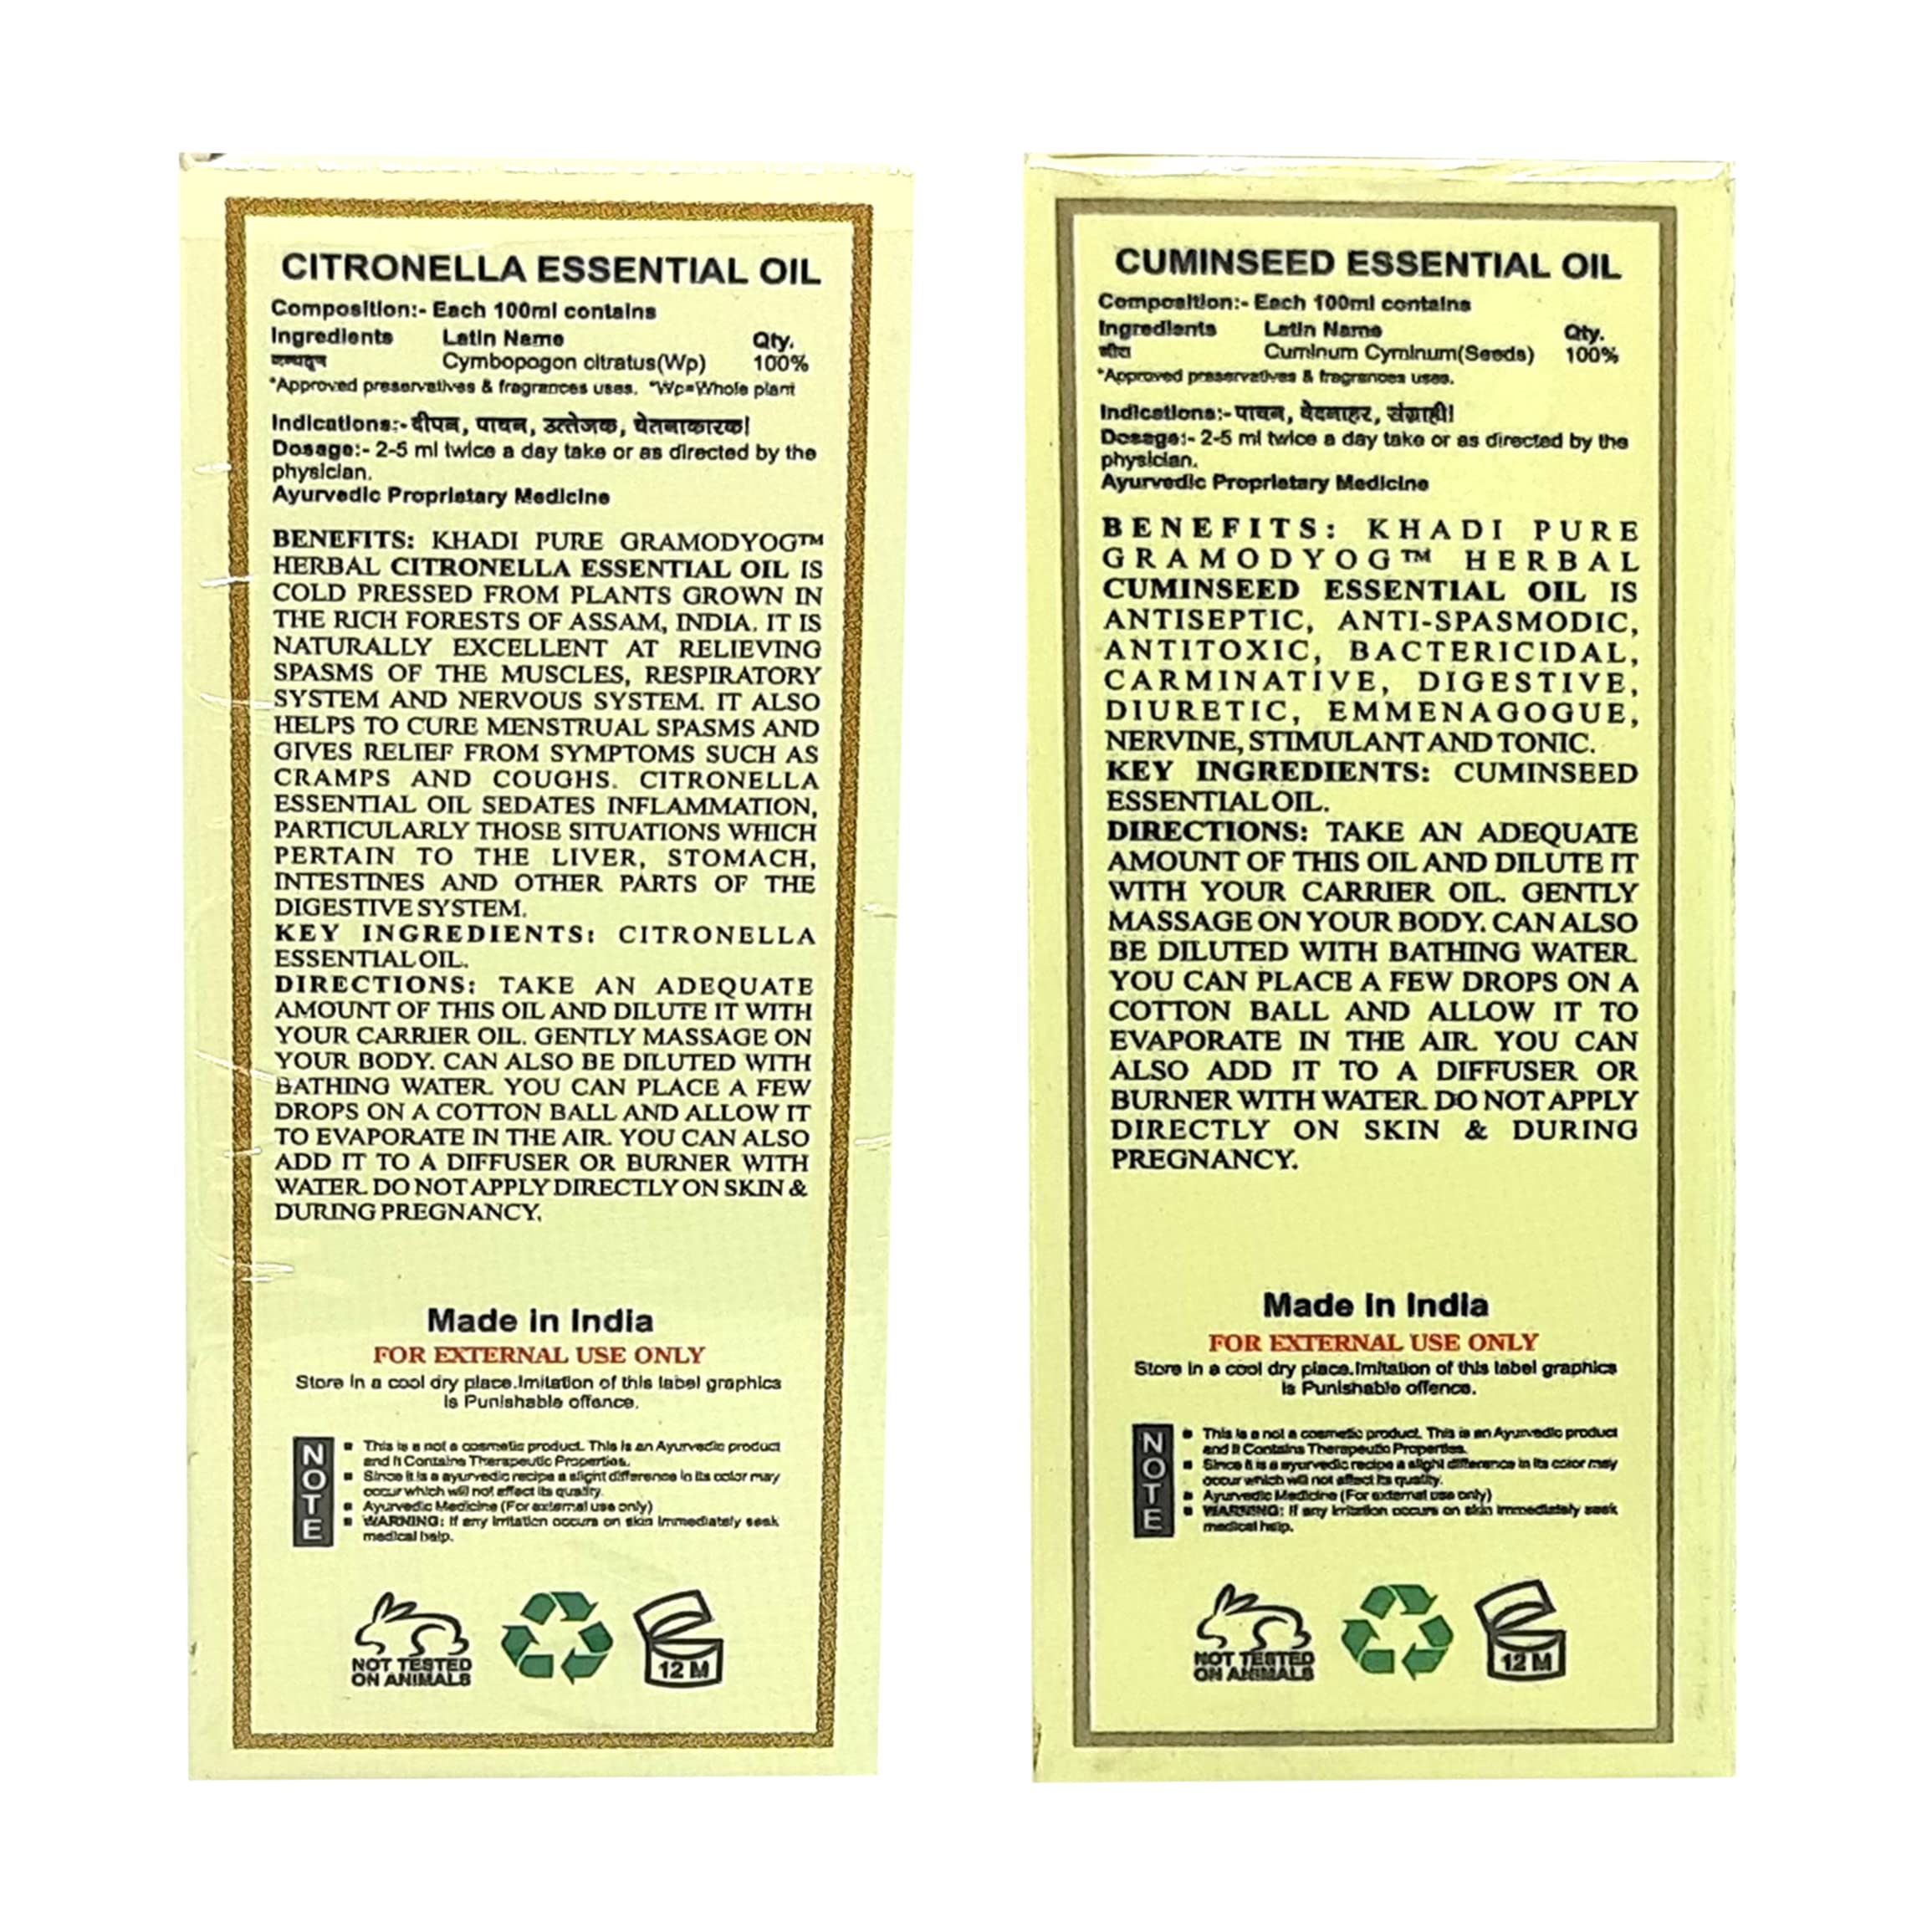 CITRONELLA ESSENTIAL OIL
Composition:- Each 100ml contains
Ingredients Latin Name Qty.
Cymbopogon citratus(Wp) 100%
*Approved preservatives & fragrances uses. *Wp=Whole plant
Indications:- दीपन, पाचन, उत्तेजक, चेतनाकारक।
Dosage:- 2-5 ml twice a day take or as directed by the
physician.
Ayurvedic Proprietary Medicine
BENEFITS: KHADI PURE GRAMODYOG™
HERBAL CITRONELLA ESSENTIAL OIL IS
COLD PRESSED FROM PLANTS GROWN IN
THE RICH FORESTS OF ASSAM, INDIA. IT IS
NATURALLY EXCELLENT AT RELIEVING
SPASMS OF THE MUSCLES, RESPIRATORY
SYSTEM AND NERVOUS SYSTEM. IT ALSO
HELPS TO CURE MENSTRUAL SPASMS AND
GIVES RELIEF FROM SYMPTOMS SUCH AS
CRAMPS AND COUGHS. CITRONELLA
ESSENTIAL OIL SEDATES INFLAMMATION,
PARTICULARLY THOSE SITUATIONS WHICH
PERTAIN TO THE LIVER, STOMACH,
INTESTINES AND OTHER PARTS OF THE
DIGESTIVE SYSTEM.
KEY INGREDIENTS: CITRONELLA
ESSENTIAL OIL.
DIRECTIONS: TAKE AN ADEQUATE
AMOUNT OF THIS OIL AND DILUTE IT WITH
YOUR CARRIER OIL. GENTLY MASSAGE ON
YOUR BODY. CAN ALSO BE DILUTED WITH
BATHING WATER. YOU CAN PLACE A FEW
DROPS ON A COTTON BALL AND ALLOW IT
TO EVAPORATE IN THE AIR. YOU CAN ALSO
ADD IT TO A DIFFUSER OR BURNER WITH
WATER. DO NOT APPLY DIRECTLY ON SKIN &
DURING PREGNANCY.
Made in India
FOR EXTERNAL USE ONLY
Store in a cool dry place.Imitation of this label graphics
is Punishable offence.
NOTE
This is a not a cosmetic product. This is an Ayurvedic product
and it Contains Therapeutic Properties.
Since it is a ayurvedic recipe a slight difference in its color may
occur which will not affect its quality.
Ayurvedic Medicine (For external use only)
WARNING: If any irritation occurs on skin immediately seek
medical help.
NOT TESTED
ON ANIMALS
12 M
CUMINSEED ESSENTIAL OIL
Composition:- Each 100ml contains
Ingredients Latin Name Qty.
Cuminum Cyminum(Seeds) 100%
*Approved preservatives & fragrances uses.
Indications:- पाचन, वेदनाहर, संग्राही।
Dosage:- 2-5 ml twice a day take or as directed by the
physician.
Ayurvedic Proprietary Medicine
BENEFITS: KHADI PURE
GRAMODYOG™ HERBAL
CUMINSEED ESSENTIAL OIL IS
ANTISEPTIC, ANTI-SPASMODIC,
ANTITOXIC, BACTERICIDAL,
CARMINATIVE, DIGESTIVE,
DIURETIC, EMMENAGOGUE,
NERVINE, STIMULANT AND TONIC.
KEY INGREDIENTS: CUMINSEED
ESSENTIAL OIL.
DIRECTIONS: TAKE AN ADEQUATE
AMOUNT OF THIS OIL AND DILUTE IT
WITH YOUR CARRIER OIL. GENTLY
MASSAGE ON YOUR BODY. CAN ALSO
BE DILUTED WITH BATHING WATER.
YOU CAN PLACE A FEW DROPS ON A
COTTON BALL AND ALLOW IT TO
EVAPORATE IN THE AIR. YOU CAN
ALSO ADD IT TO A DIFFUSER OR
BURNER WITH WATER. DO NOT APPLY
DIRECTLY ON SKIN & DURING
PREGNANCY.
Made in India
FOR EXTERNAL USE ONLY
Store in a cool dry place.Imitation of this label graphics
is Punishable offence.
NOTE
This is a not a cosmetic product. This is an Ayurvedic product
and it Contains Therapeutic Properties.
Since it is a ayurvedic recipe a slight difference in its color may
occur which will not affect its quality.
Ayurvedic Medicine (For external use only)
WARNING: If any irritation occurs on skin immediately seek
medical help.
NOT TESTED
ON ANIMALS
12 M